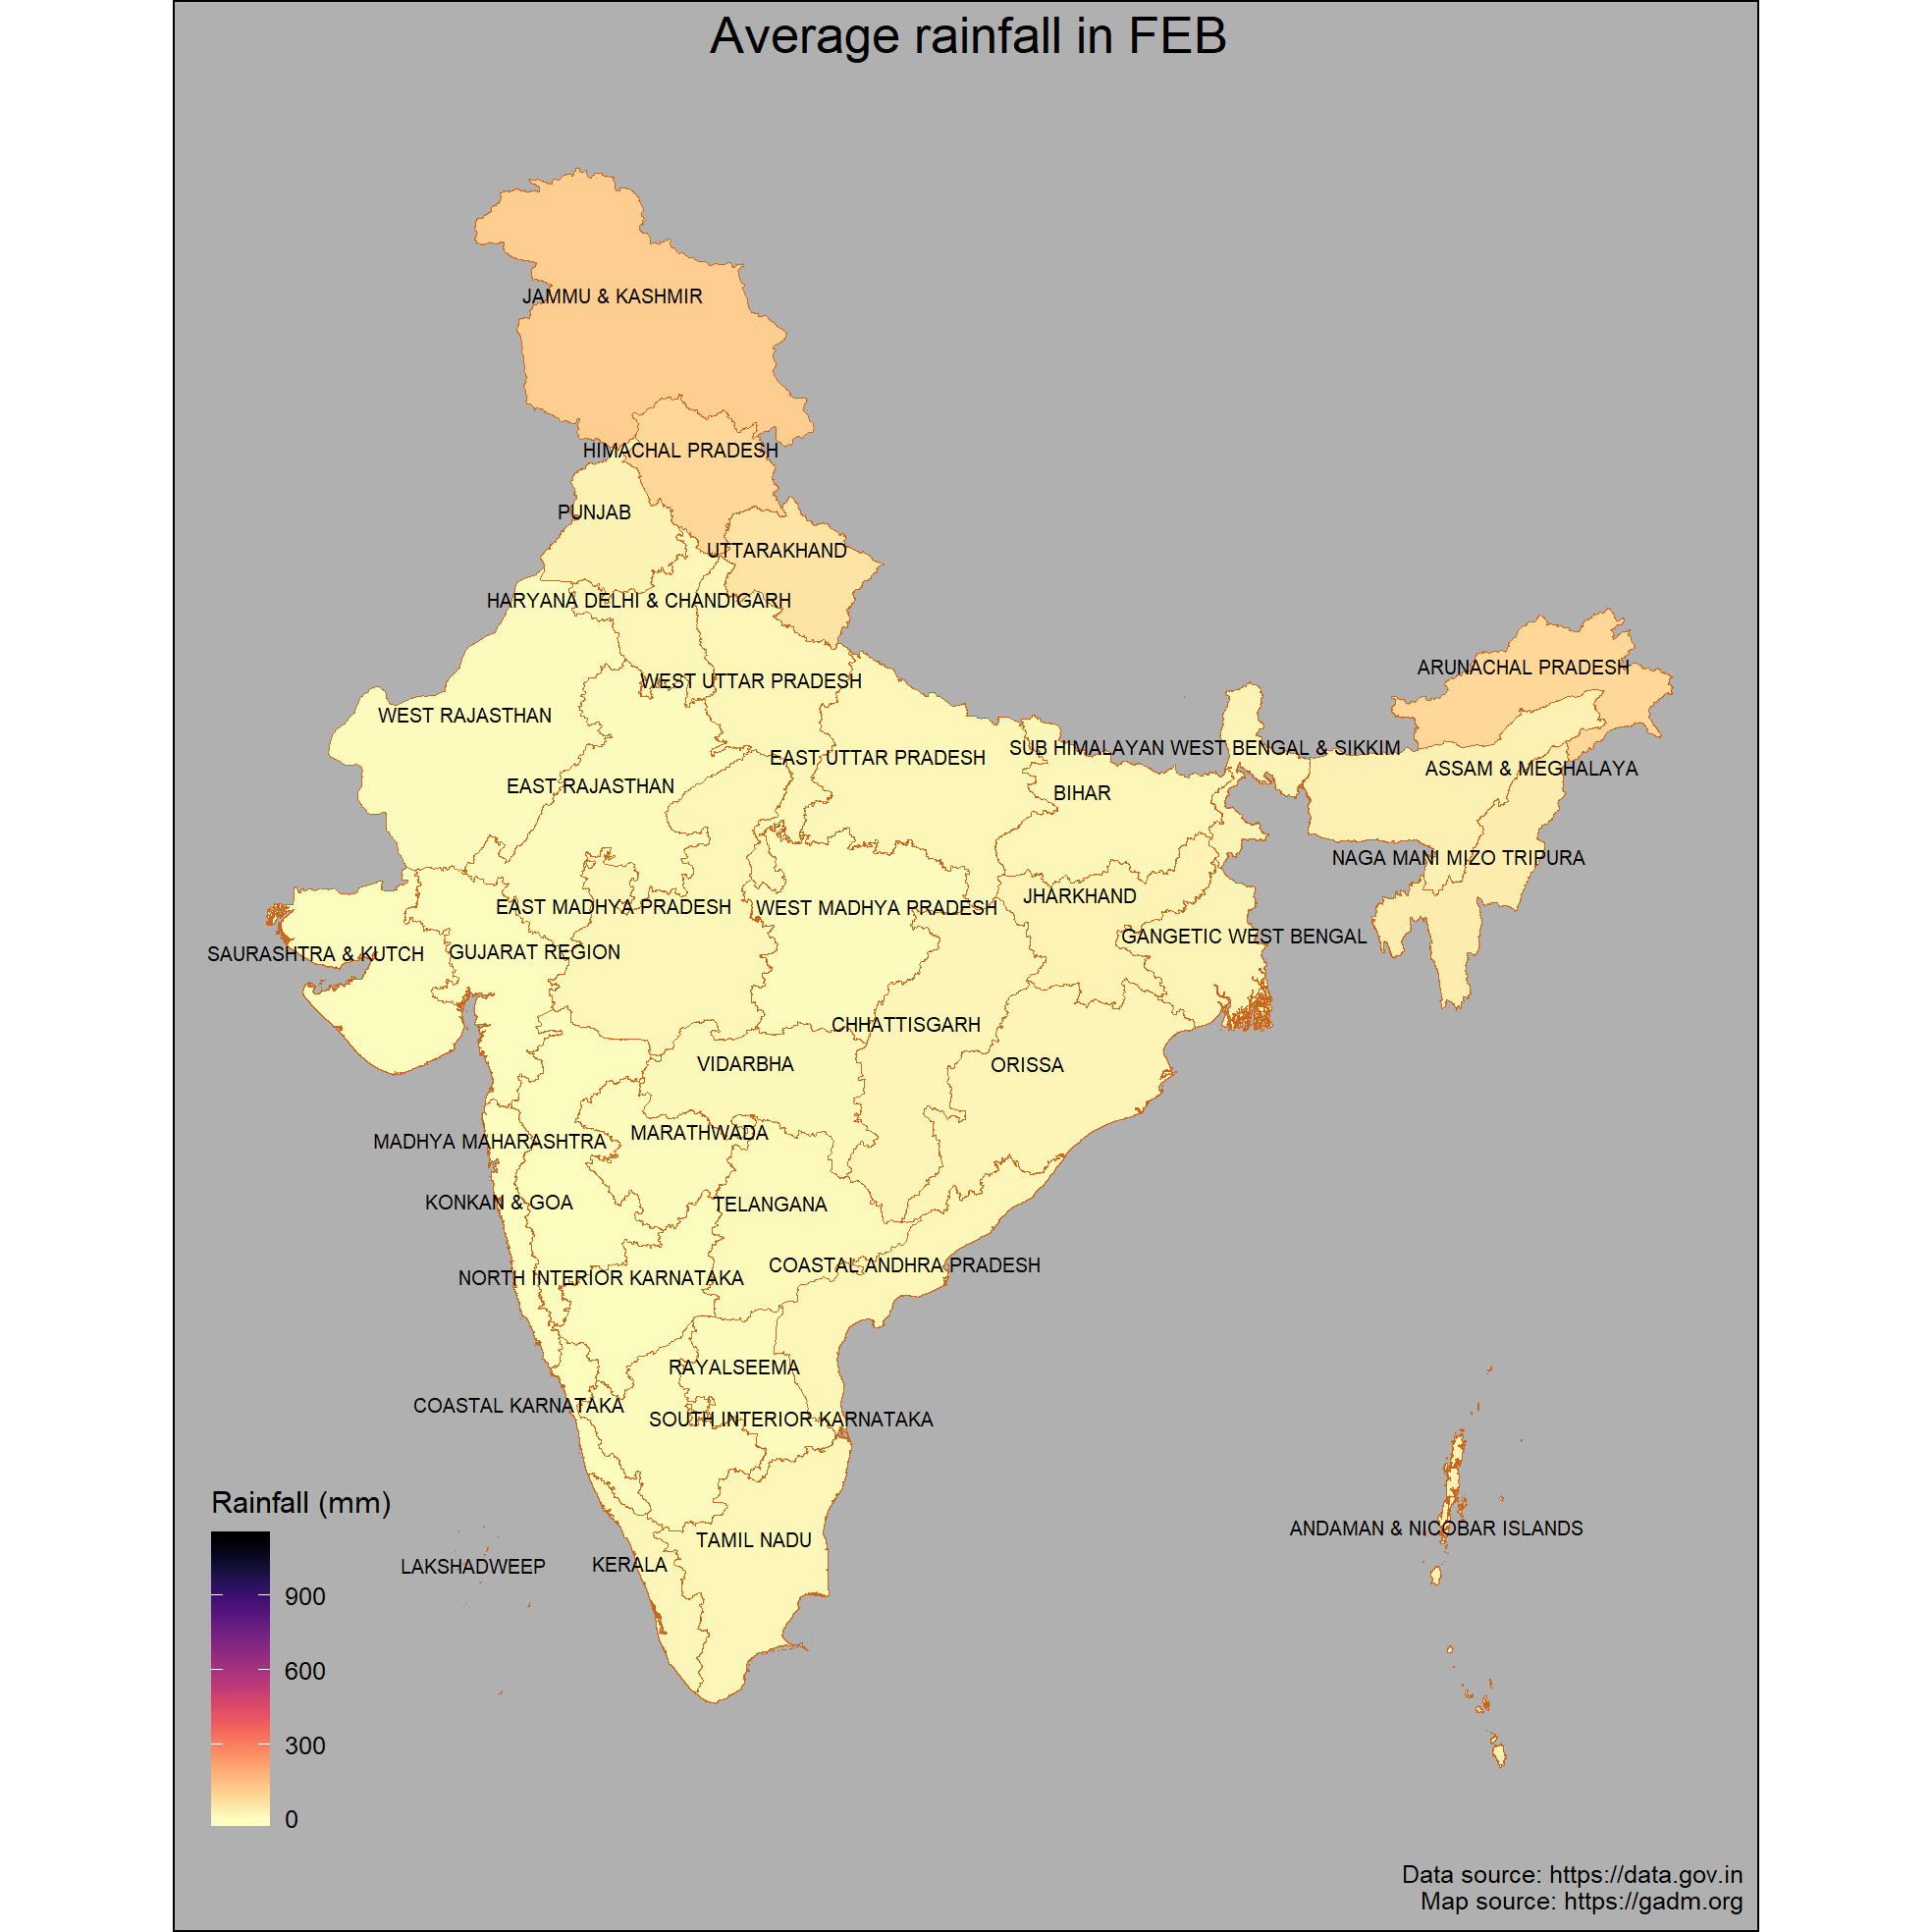 Average rainfall in FEB
JAMMU & KASHMIR
HIMACHAL PRADESH
PUNJAB
UTTARAKHAND
HARYANA DELHI & CHANDIGARH
ARUNACHAL PRADESH
WEST UTTAR PRADESH
WEST RAJASTHAN
SUB HIMALAYAN WEST BENGAL & SIKKIM
EAST UTTAR PRADESH
ASSAM & MEGHALAYA
EAST RAJASTHAN
BIHAR
NAGA MANI MIZO TRIPURA
JHARKHAND
EAST MADHYA PRADESH
WEST MADHYA PRADESH
GANGETIC WEST BENGAL
SAURASHTRA & KUTCH
GUJARAT REGION
CHHATTISGARH
VIDARBHA
ORISSA
MARATHWADA
MADHYA MAHARASHTRA
KONKAN & GOA
TELANGANA
COASTAL ANDHRA PRADESH
NORTH INTERIOR KARNATAKA
RAYALSEEMA
COASTAL KARNATAKA
SOUTH INTERIOR KARNATAKA
Rainfall (mm)
ANDAMAN & NICOBAR ISLANDS
TAMIL NADU
LAKSHADWEEP
KERALA
900
600
300
0
Data source: https://data.gov.in
Map source: https://gadm.org